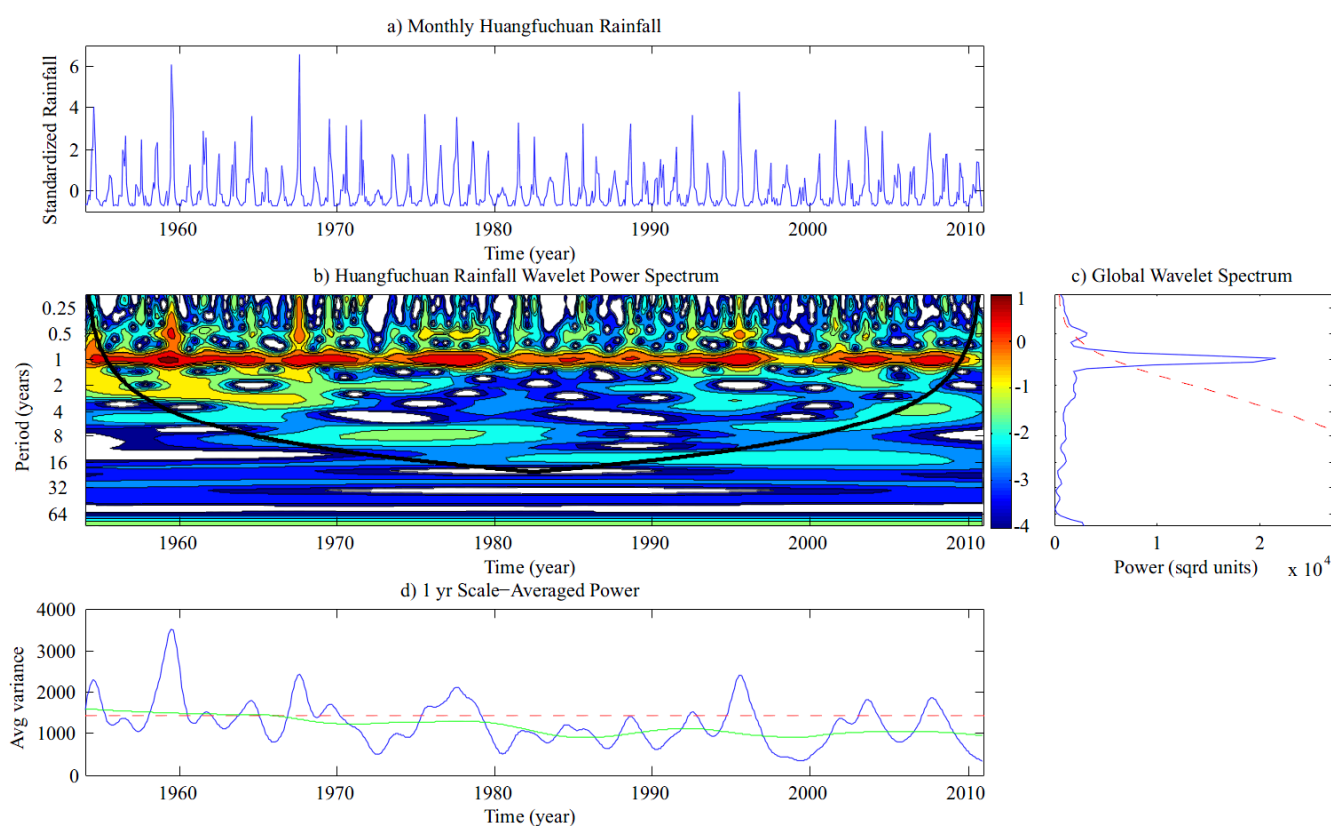 a) Monthly Huangfuchuan Rainfall
Standardized Rainfall
6
4
2
0
1960 1970 1980 1990 2000 2010
Time (year)
b) Huangfuchuan Rainfall Wavelet Power Spectrum
Period (years)
0.25
0.5
1
2
4
8
16
32
64
1960 1970 1980 1990 2000 2010
Time (year)
1
0
-1
-2
-3
-4
c) Global Wavelet Spectrum
0 1 2
Power (sqrd units) x 10^4
d) 1 yr Scale−Averaged Power
Avg variance
4000
3000
2000
1000
0
1960 1970 1980 1990 2000 2010
Time (year)